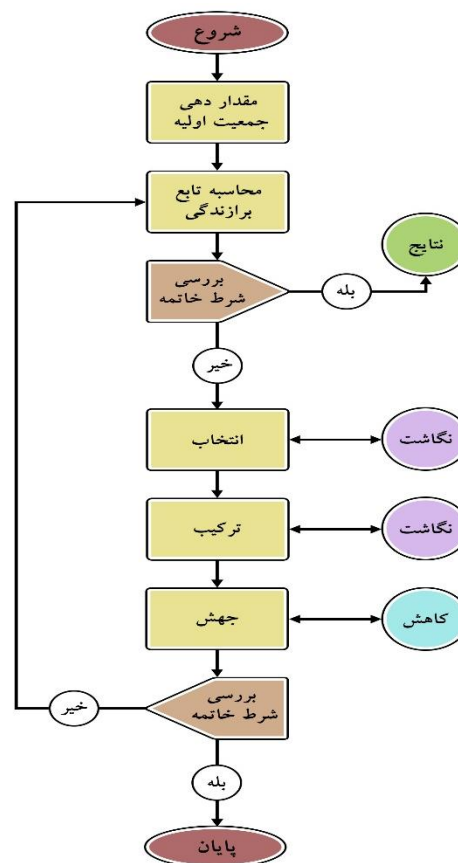 شروع
مقدار دهی
جمعیت اولیه
محاسبه تابع
برازندگی
نتایج
بررسی
شرط خاتمه
بله
خیر
انتخاب
نگاشت
ترکیب
نگاشت
جهش
کاهش
بررسی
شرط خاتمه
خیر
بله
پایان